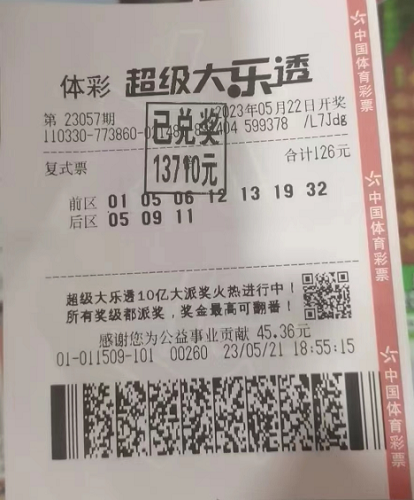 体彩 超级大乐透
第 23057期 2023年05月22日开奖
110330-773860-0214 599378 /L7Jdg
已兑奖
13710元
复式票 合计126元
前区 01 05 06 12 13 19 32
后区 05 09 11
超级大乐透10亿大派奖火热进行中！
所有奖级都派奖，奖金最高可翻番！
感谢您为公益事业贡献 45.36元
01-011509-101 00260 23/05/21 18:55:15
中国体育彩票
中国体育彩票
中国体育彩票